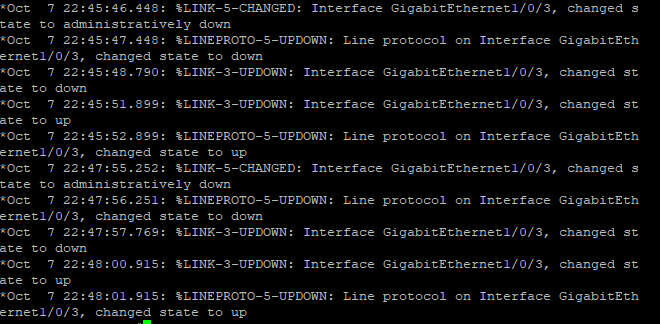 *Oct  7 22:45:46.448: %LINK-5-CHANGED: Interface GigabitEthernet1/0/3, changed s
tate to administratively down
*Oct  7 22:45:47.448: %LINEPROTO-5-UPDOWN: Line protocol on Interface GigabitEth
ernet1/0/3, changed state to down
*Oct  7 22:45:48.790: %LINK-3-UPDOWN: Interface GigabitEthernet1/0/3, changed st
ate to down
*Oct  7 22:45:51.899: %LINK-3-UPDOWN: Interface GigabitEthernet1/0/3, changed st
ate to up
*Oct  7 22:45:52.899: %LINEPROTO-5-UPDOWN: Line protocol on Interface GigabitEth
ernet1/0/3, changed state to up
*Oct  7 22:47:55.252: %LINK-5-CHANGED: Interface GigabitEthernet1/0/3, changed s
tate to administratively down
*Oct  7 22:47:56.251: %LINEPROTO-5-UPDOWN: Line protocol on Interface GigabitEth
ernet1/0/3, changed state to down
*Oct  7 22:47:57.769: %LINK-3-UPDOWN: Interface GigabitEthernet1/0/3, changed st
ate to down
*Oct  7 22:48:00.915: %LINK-3-UPDOWN: Interface GigabitEthernet1/0/3, changed st
ate to up
*Oct  7 22:48:01.915: %LINEPROTO-5-UPDOWN: Line protocol on Interface GigabitEth
ernet1/0/3, changed state to up